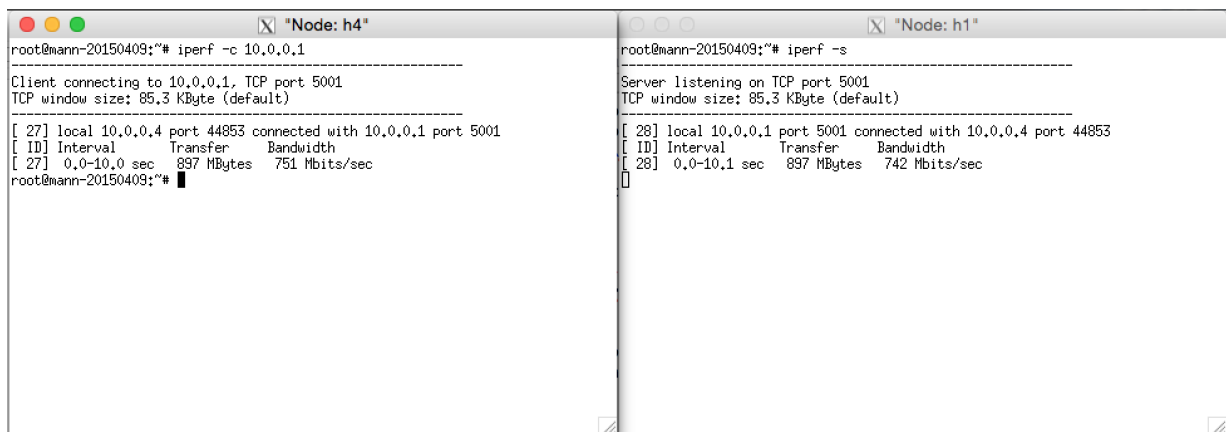 "Node: h4"
root@mann-20150409:~# iperf -c 10.0.0.1
------------------------------------------------------------
Client connecting to 10.0.0.1, TCP port 5001
TCP window size: 85.3 KByte (default)
------------------------------------------------------------
[ 27] local 10.0.0.4 port 44853 connected with 10.0.0.1 port 5001
[ ID] Interval       Transfer     Bandwidth
[ 27]  0.0-10.0 sec   897 MBytes   751 Mbits/sec
root@mann-20150409:~#
"Node: h1"
root@mann-20150409:~# iperf -s
------------------------------------------------------------
Server listening on TCP port 5001
TCP window size: 85.3 KByte (default)
------------------------------------------------------------
[ 28] local 10.0.0.1 port 5001 connected with 10.0.0.4 port 44853
[ ID] Interval       Transfer     Bandwidth
[ 28]  0.0-10.1 sec   897 MBytes   742 Mbits/sec